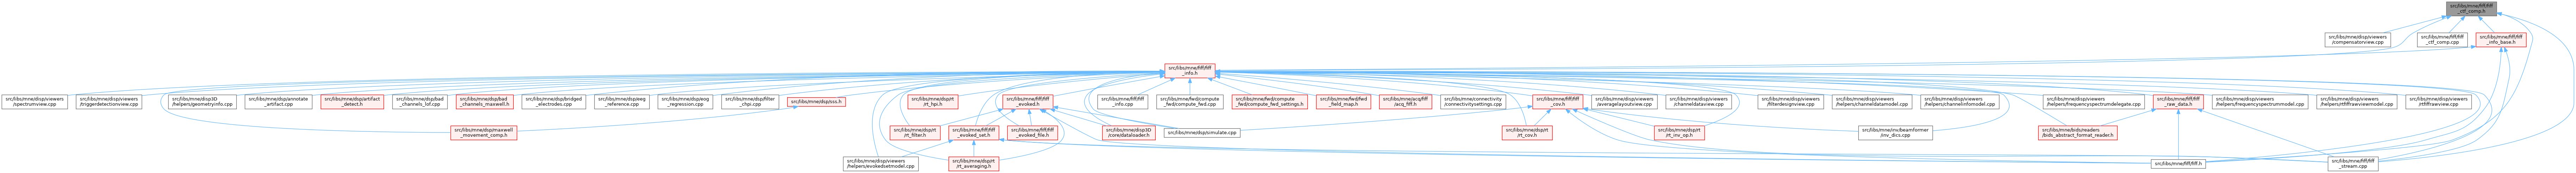 src/libs/mne/fiff/fiff
_ctf_comp.h
src/libs/mne/disp/viewers
/compensatorview.cpp
src/libs/mne/fiff/fiff
_ctf_comp.cpp
src/libs/mne/fiff/fiff
_info_base.h
src/libs/mne/fiff/fiff
_info.h
src/libs/mne/disp/viewers
/spectrumview.cpp
src/libs/mne/disp/viewers
/triggerdetectionview.cpp
src/libs/mne/disp3D
/helpers/geometryinfo.cpp
src/libs/mne/dsp/annotate
_artifact.cpp
src/libs/mne/dsp/artifact
_detect.h
src/libs/mne/dsp/bad
_channels_lof.cpp
src/libs/mne/dsp/bad
_channels_maxwell.h
src/libs/mne/dsp/bridged
_electrodes.cpp
src/libs/mne/dsp/eeg
_reference.cpp
src/libs/mne/dsp/eog
_regression.cpp
src/libs/mne/dsp/filter
_chpi.cpp
src/libs/mne/dsp/sss.h
src/libs/mne/dsp/rt
/rt_hpi.h
src/libs/mne/fiff/fiff
_evoked.h
src/libs/mne/fiff/fiff
_info.cpp
src/libs/mne/fwd/compute
_fwd/compute_fwd.cpp
src/libs/mne/fwd/compute
_fwd/compute_fwd_settings.h
src/libs/mne/fwd/fwd
_field_map.h
src/libs/mne/acq/fiff
/acq_fiff.h
src/libs/mne/connectivity
/connectivitysettings.cpp
src/libs/mne/fiff/fiff
_cov.h
src/libs/mne/disp/viewers
/averagelayoutview.cpp
src/libs/mne/disp/viewers
/channeldataview.cpp
src/libs/mne/disp/viewers
/filterdesignview.cpp
src/libs/mne/disp/viewers
/helpers/channeldatamodel.cpp
src/libs/mne/disp/viewers
/helpers/channelinfomodel.cpp
src/libs/mne/disp/viewers
/helpers/frequencyspectrumdelegate.cpp
src/libs/mne/fiff/fiff
_raw_data.h
src/libs/mne/disp/viewers
/helpers/frequencyspectrummodel.cpp
src/libs/mne/disp/viewers
/helpers/rtfiffrawviewmodel.cpp
src/libs/mne/disp/viewers
/rtfiffrawview.cpp
src/libs/mne/dsp/maxwell
_movement_comp.h
src/libs/mne/dsp/rt
/rt_filter.h
src/libs/mne/fiff/fiff
_evoked_set.h
src/libs/mne/fiff/fiff
_evoked_file.h
src/libs/mne/disp3D
/core/dataloader.h
src/libs/mne/dsp/simulate.cpp
src/libs/mne/dsp/rt
/rt_cov.h
src/libs/mne/dsp/rt
/rt_inv_op.h
src/libs/mne/inv/beamformer
/inv_dics.cpp
src/libs/mne/bids/readers
/bids_abstract_format_reader.h
src/libs/mne/disp/viewers
/helpers/evokedsetmodel.cpp
src/libs/mne/dsp/rt
/rt_averaging.h
src/libs/mne/fiff/fiff.h
src/libs/mne/fiff/fiff
_stream.cpp